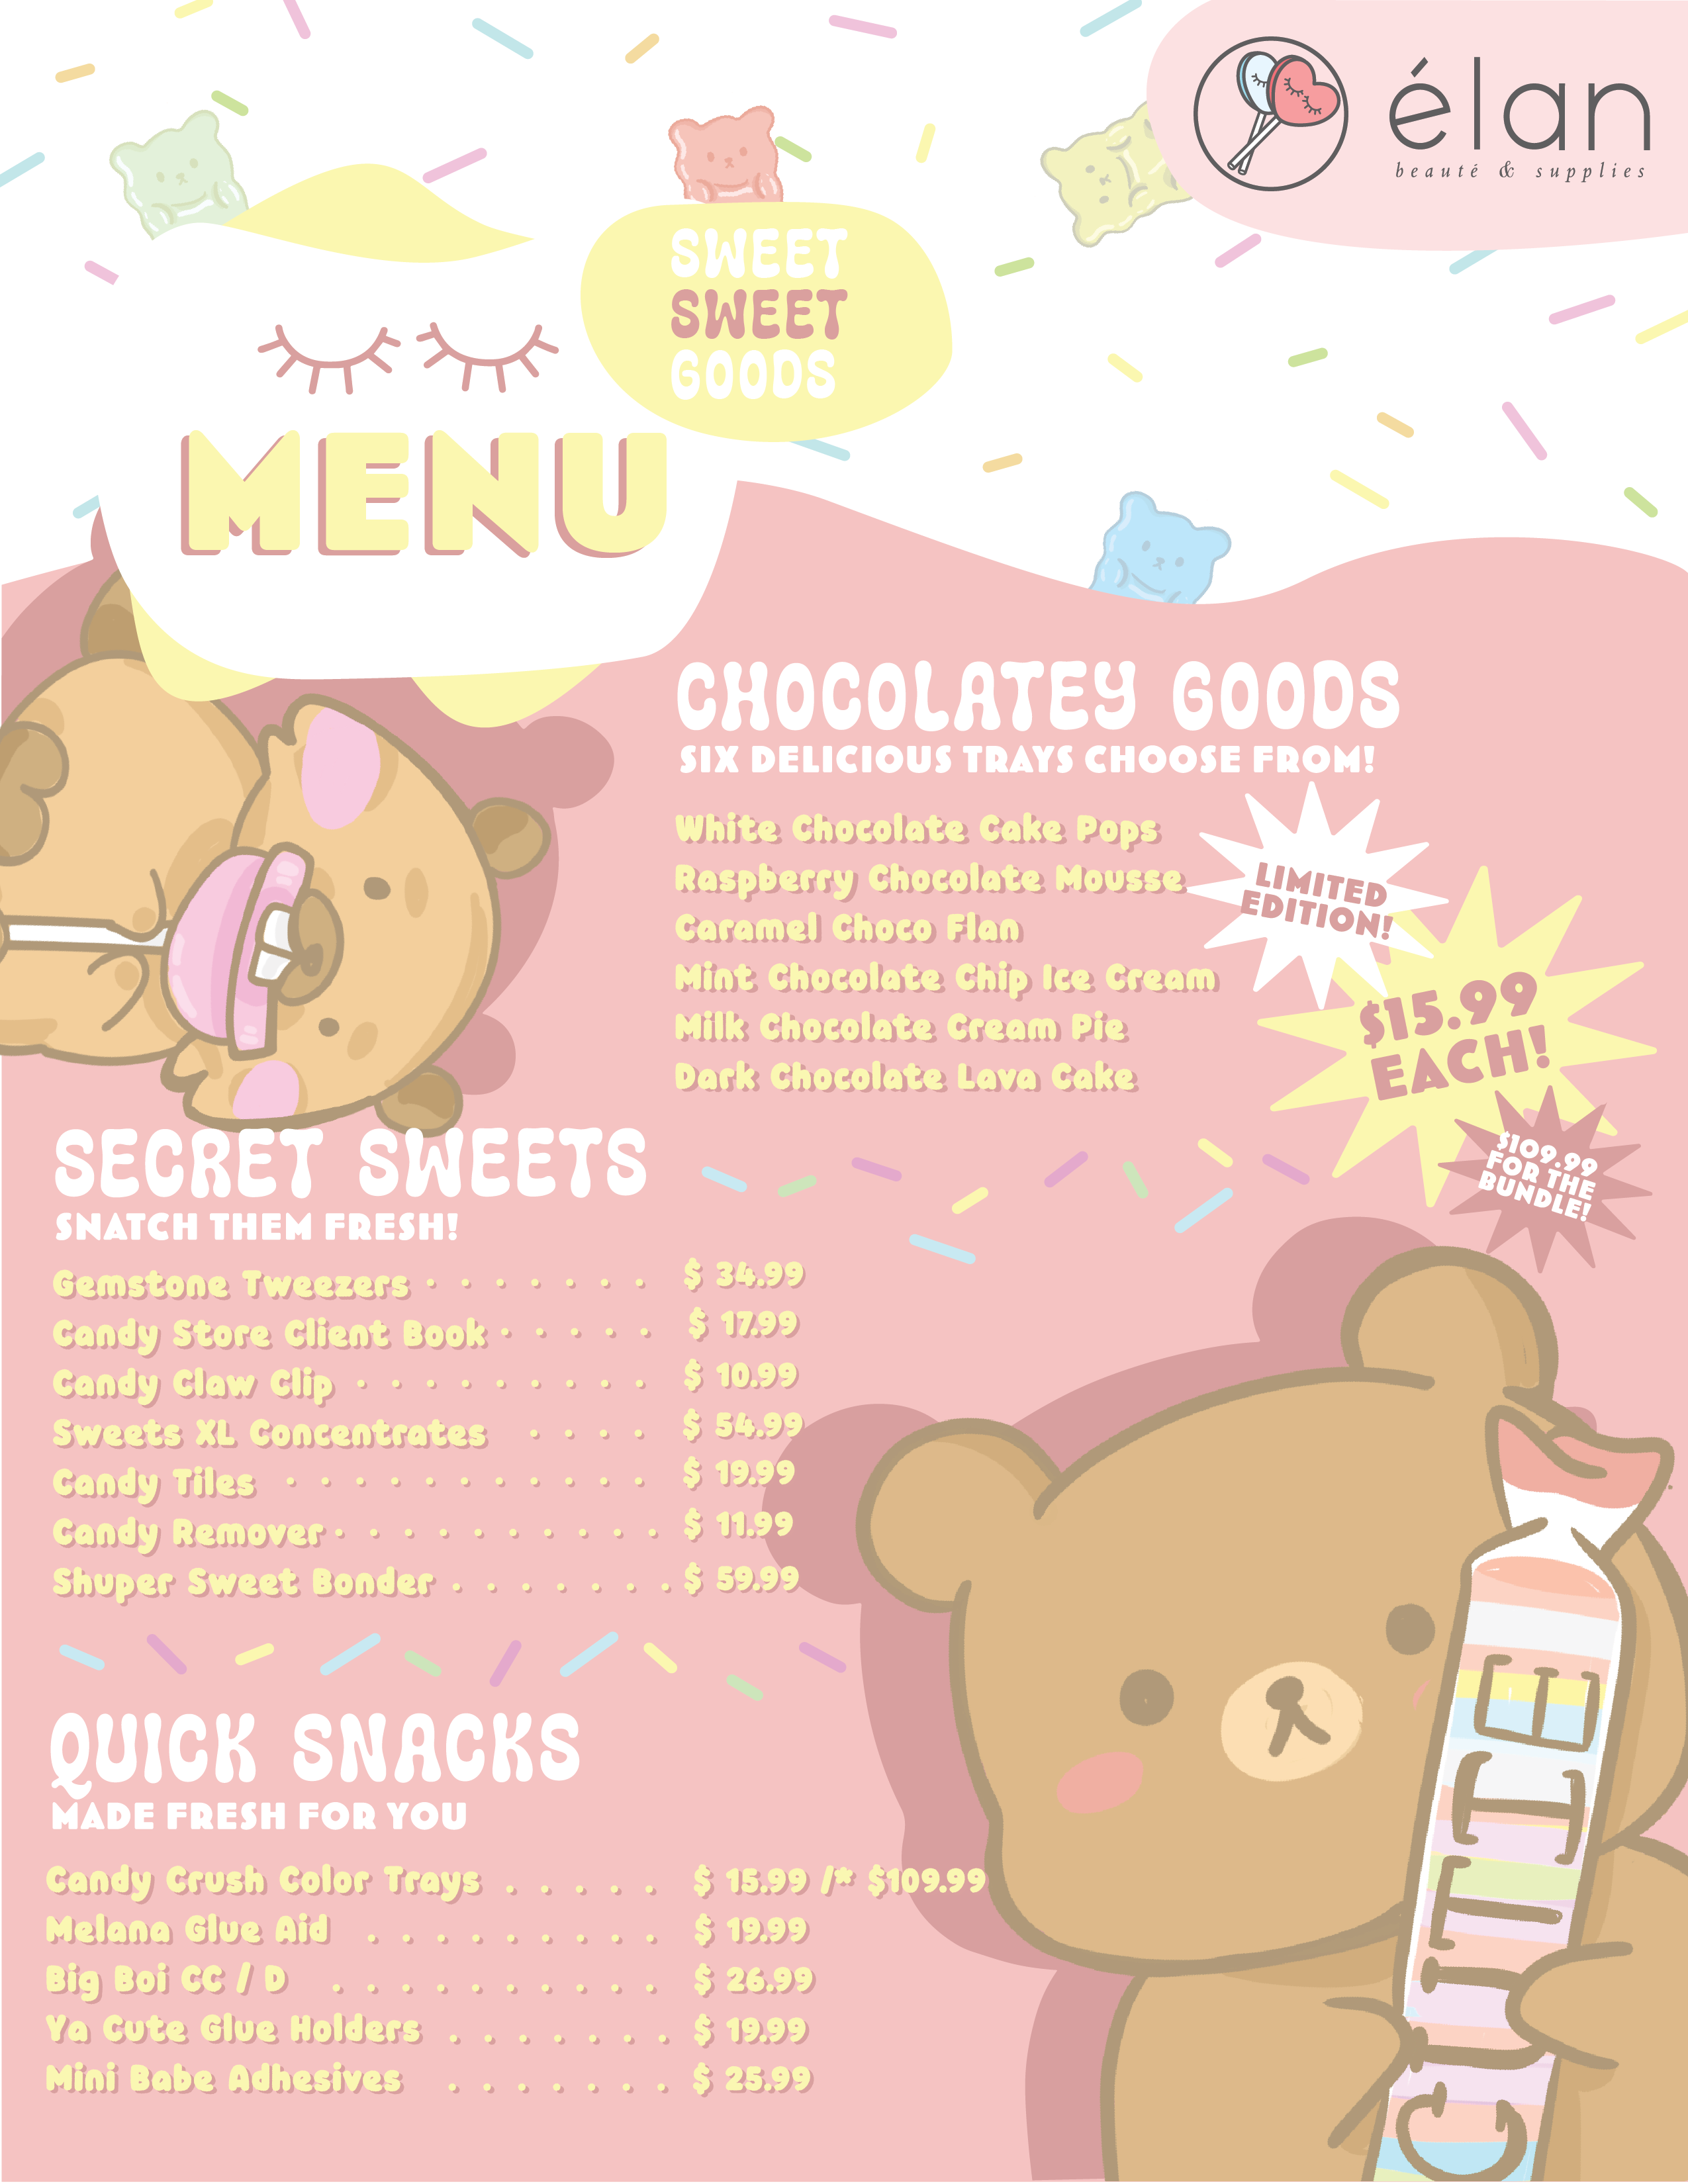 élan
beauté & supplies
SWEET
SWEET
GOODS
MENU
CHOCOLATEY GOODS
SIX DELICIOUS TRAYS CHOOSE FROM!
White Chocolate Cake Pops
Raspberry Chocolate Mousse
Caramel Choco Flan
Mint Chocolate Chip Ice Cream
Milk Chocolate Cream Pie
Dark Chocolate Lava Cake
LIMITED
EDITION!
$15.99
EACH!
$109.99
FOR THE
BUNDLE!
SECRET SWEETS
SNATCH THEM FRESH!
Gemstone Tweezers . . . . . . . $ 34.99
Candy Store Client Book . . . . . $ 17.99
Candy Claw Clip . . . . . . . . . $ 10.99
Sweets XL Concentrates . . . . $ 54.99
Candy Tiles . . . . . . . . . . . $ 19.99
Candy Remover . . . . . . . . . . $ 11.99
Shuper Sweet Bonder . . . . . . . $ 59.99
QUICK SNACKS
MADE FRESH FOR YOU
Candy Crush Color Trays . . . . . $ 15.99 /* $109.99
Melana Glue Aid . . . . . . . . . $ 19.99
Big Boi CC / D . . . . . . . . . . $ 26.99
Ya Cute Glue Holders . . . . . . . $ 19.99
Mini Babe Adhesives . . . . . . . $ 25.99